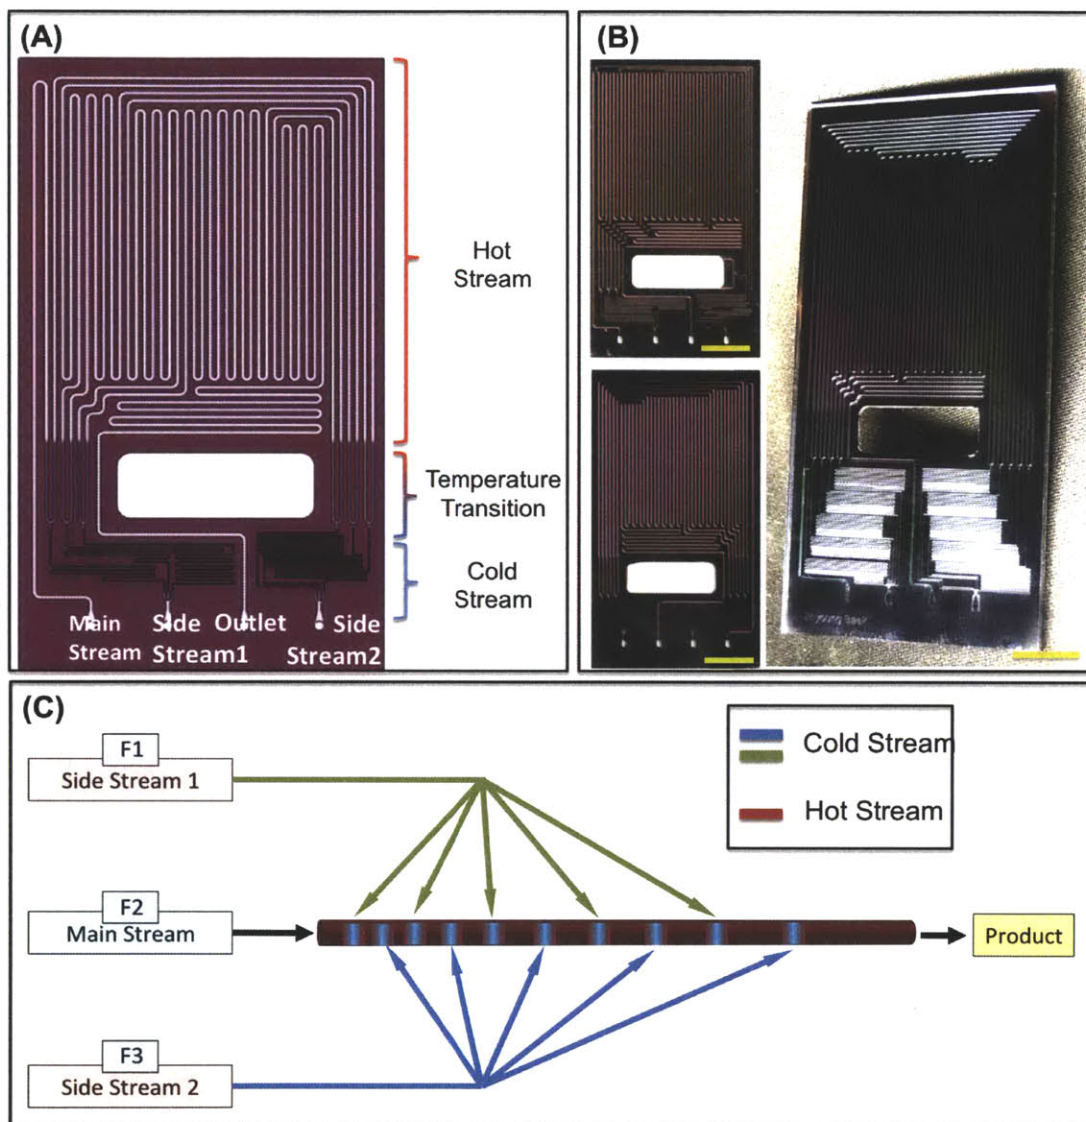 (A)
Hot
Stream
Temperature
Transition
Cold
Stream
Main
Stream
Side
Stream1
Outlet
Side
Stream2
(B)
(C)
F1
Side Stream 1
F2
Main Stream
F3
Side Stream 2
Cold Stream
Hot Stream
Product